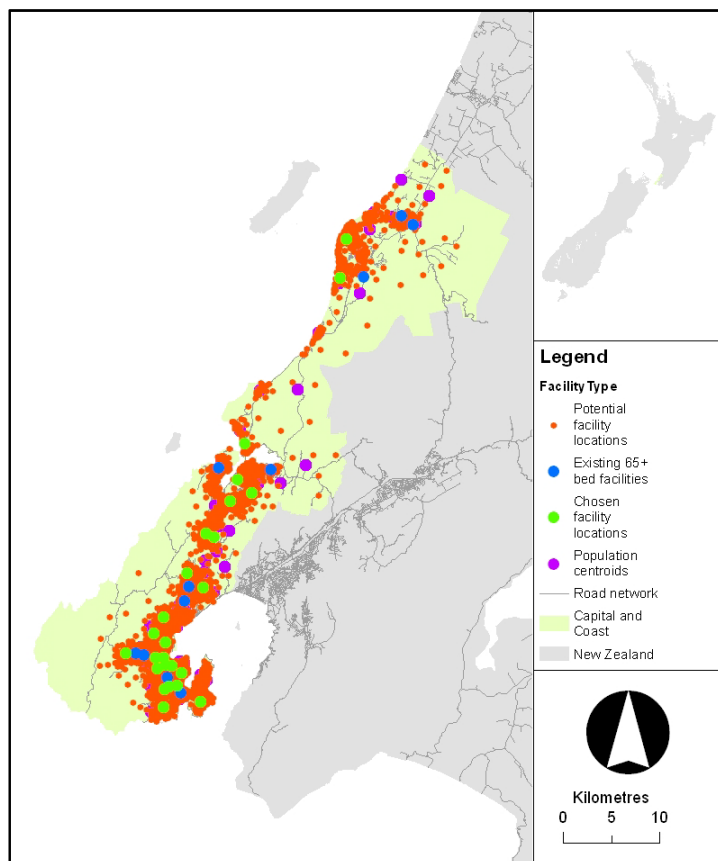 Legend
Facility Type
Potential
facility
locations
Existing 65+
bed facilities
Chosen
facility
locations
Population
centroids
Road network
Capital and
Coast
New Zealand
Kilometres
0 5 10